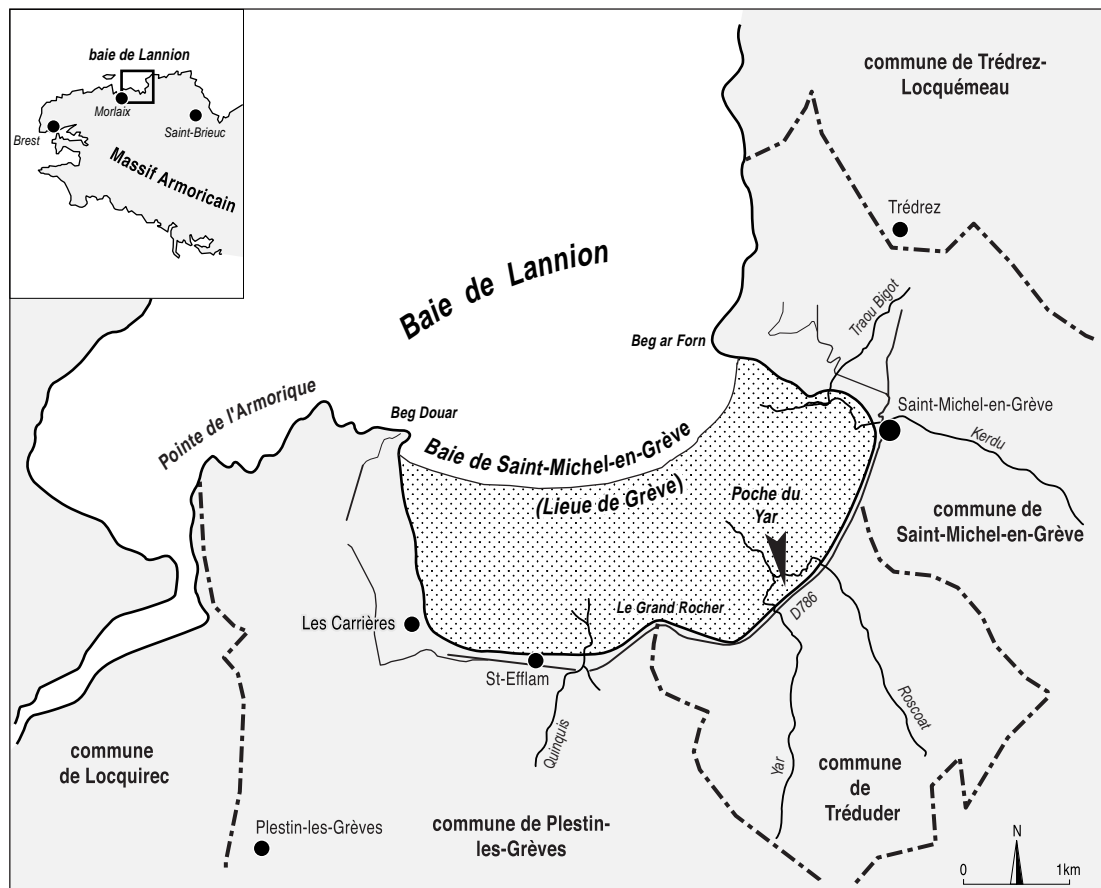 baie de Lannion
Morlaix
Saint-Brieuc
Brest
Massif Armoricain
commune de Trédrez-
Locquémeau
Trédrez
Baie de Lannion
Traou Bigot
Beg ar Forn
Pointe de l'Armorique
Beg Douar
Saint-Michel-en-Grève
Baie de Saint-Michel-en-Grève
(Lieue de Grève)
Kerdu
Poche du
Yar
commune de
Saint-Michel-en-Grève
Le Grand Rocher
D786
Les Carrières
St-Efflam
Quinquis
Yar
Roscoat
commune
de Locquirec
commune
de
Tréduder
Plestin-les-Grèves
commune de Plestin-
les-Grèves
N
0 1km